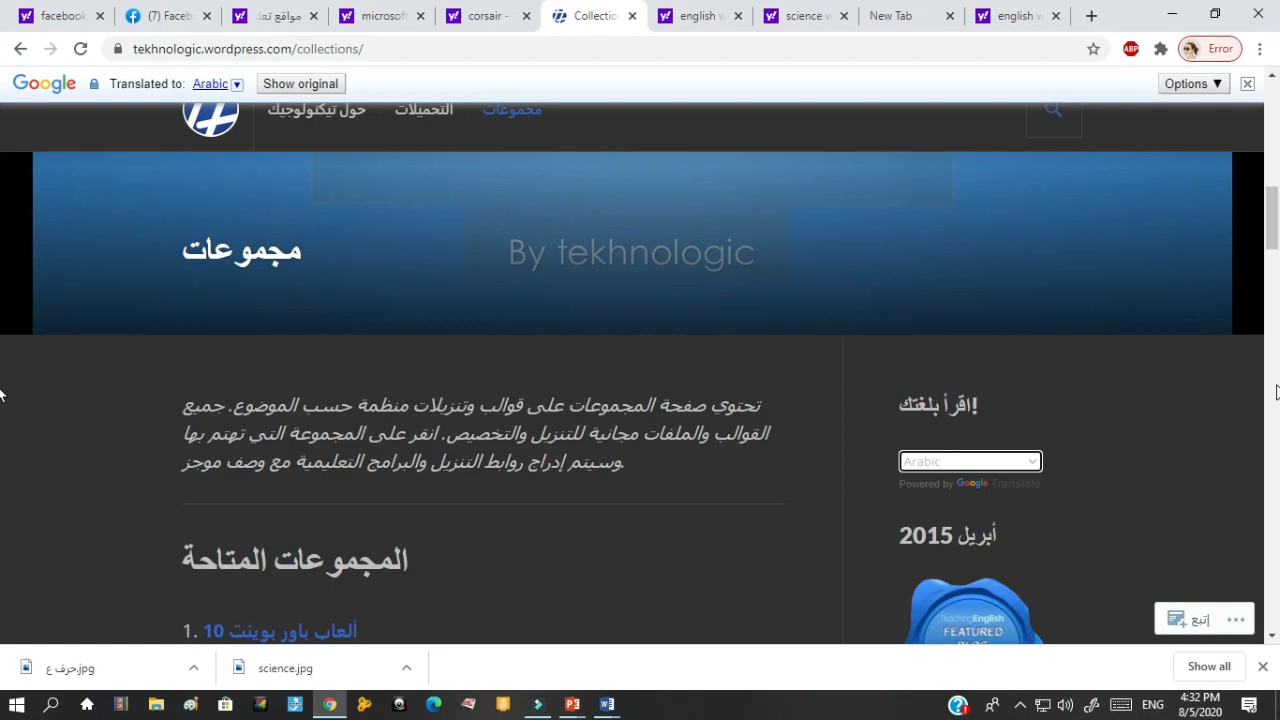 facebook
(7) Faceb
مواقع تعل
microsof
corsair -
Collectio
english w
science w
New Tab
english w
tekhnologic.wordpress.com/collections/
ABP
Error
Google Translated to: Arabic Show original
Options ▼
حول تيكنولوجيك
التحميلات
مجموعات
مجموعات
By tekhnologic
تحتوي صفحة المجموعات على قوالب وتنزيلات منظمة حسب الموضوع. جميع
القوالب والملفات مجانية للتنزيل والتخصيص. انقر على المجموعة التي تهتم بها
وسيتم إدراج روابط التنزيل والبرامج التعليمية مع وصف موجز.
المجموعات المتاحة
1. ألعاب باور بوينت 10
اقرأ بلغتك!
Arabic
Powered by Google Translate
أبريل 2015
TeachingEnglish
FEATURED
BLOG
إتبع
حرف ع.jpg
science.jpg
Show all
ENG
4:32 PM
8/5/2020